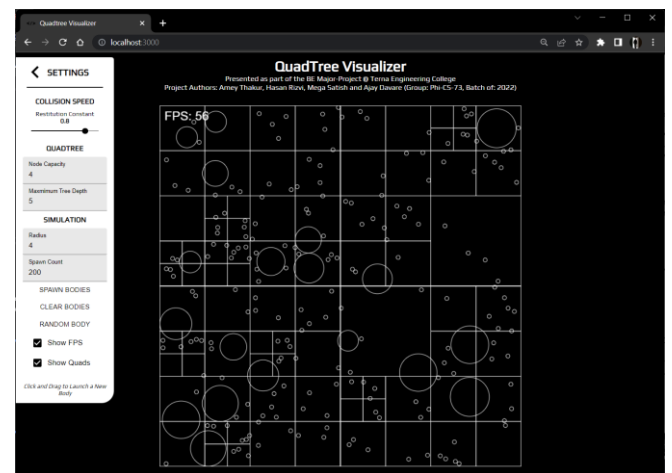 Quadtree Visualizer
localhost:3000
SETTINGS
QuadTree Visualizer
Presented as part of the BE Major-Project @ Terna Engineering College
Project Authors: Amey Thakur, Hasan Rizvi, Mega Satish and Ajay Davare (Group: Phi-CS-73, Batch of: 2022)
COLLISION SPEED
Restitution Constant
0.8
QUADTREE
Node Capacity
4
Maxmimum Tree Depth
5
SIMULATION
Radius
4
Spawn Count
200
SPAWN BODIES
CLEAR BODIES
RANDOM BODY
Show FPS
Show Quads
Click and Drag to Launch a New
Body
FPS: 56